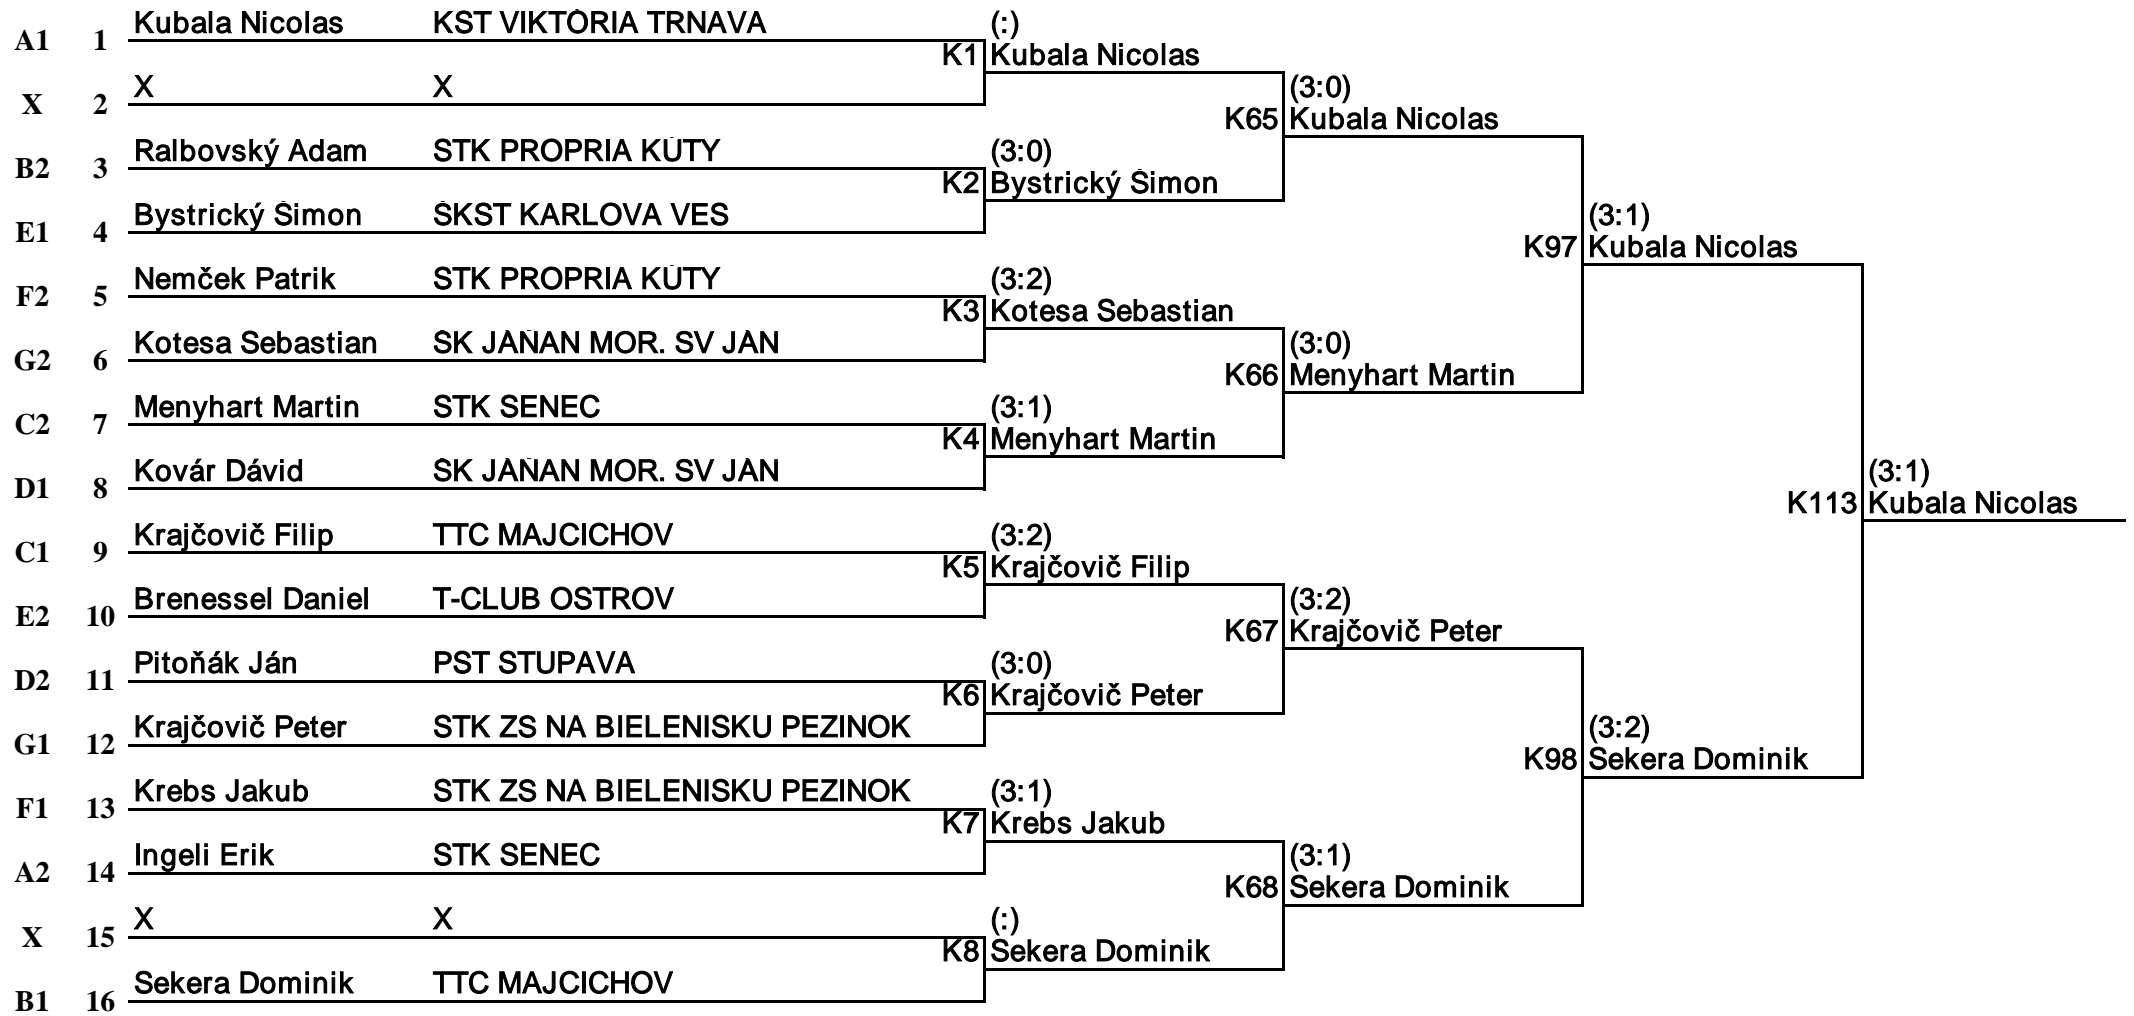 A1 1 Kubala Nicolas KST VIKTÓRIA TRNAVA
X 2 X X
B2 3 Ralbovský Adam STK PROPRIA KÚTY
E1 4 Bystrický Šimon ŠKST KARLOVA VES
F2 5 Nemček Patrik STK PROPRIA KÚTY
G2 6 Kotesa Sebastian ŠK JÁŇAN MOR. SV JÁN
C2 7 Menyhart Martin STK SENEC
D1 8 Kovár Dávid ŠK JÁŇAN MOR. SV JÁN
C1 9 Krajčovič Filip TTC MAJCICHOV
E2 10 Brenessel Daniel T-CLUB OSTROV
D2 11 Pitoňák Ján PST STUPAVA
G1 12 Krajčovič Peter STK ZŠ NA BIELENISKU PEZINOK
F1 13 Krebs Jakub STK ZŠ NA BIELENISKU PEZINOK
A2 14 Ingeli Erik STK SENEC
X 15 X X
B1 16 Sekera Dominik TTC MAJCICHOV
(:)
K1 Kubala Nicolas
(3:0)
K2 Bystrický Šimon
(3:2)
K3 Kotesa Sebastian
(3:1)
K4 Menyhart Martin
(3:2)
K5 Krajčovič Filip
(3:0)
K6 Krajčovič Peter
(3:1)
K7 Krebs Jakub
(:)
K8 Sekera Dominik
(3:0)
K65 Kubala Nicolas
(3:0)
K66 Menyhart Martin
(3:2)
K67 Krajčovič Peter
(3:1)
K68 Sekera Dominik
(3:1)
K97 Kubala Nicolas
(3:2)
K98 Sekera Dominik
(3:1)
K113 Kubala Nicolas